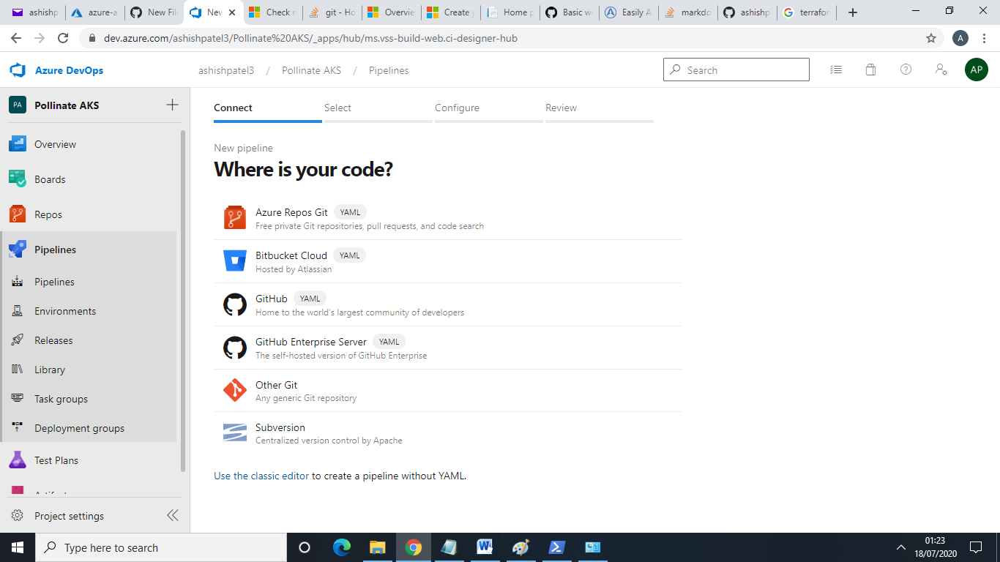 ashishp
azure-a
New File
New
Check r
git - Ho
Overvie
Create y
Home p
Basic w
Easily A
markdo
ashishp
terrafor
dev.azure.com/ashishpatel3/Pollinate%20AKS/_apps/hub/ms.vss-build-web.ci-designer-hub
A
Azure DevOps
ashishpatel3 / Pollinate AKS / Pipelines
Search
AP
PA Pollinate AKS
Overview
Boards
Repos
Pipelines
Pipelines
Environments
Releases
Library
Task groups
Deployment groups
Test Plans
Project settings
Connect Select Configure Review
New pipeline
Where is your code?
Azure Repos Git YAML
Free private Git repositories, pull requests, and code search
Bitbucket Cloud YAML
Hosted by Atlassian
GitHub YAML
Home to the world's largest community of developers
GitHub Enterprise Server YAML
The self-hosted version of GitHub Enterprise
Other Git
Any generic Git repository
Subversion
Centralized version control by Apache
Use the classic editor to create a pipeline without YAML.
Type here to search
01:23
18/07/2020